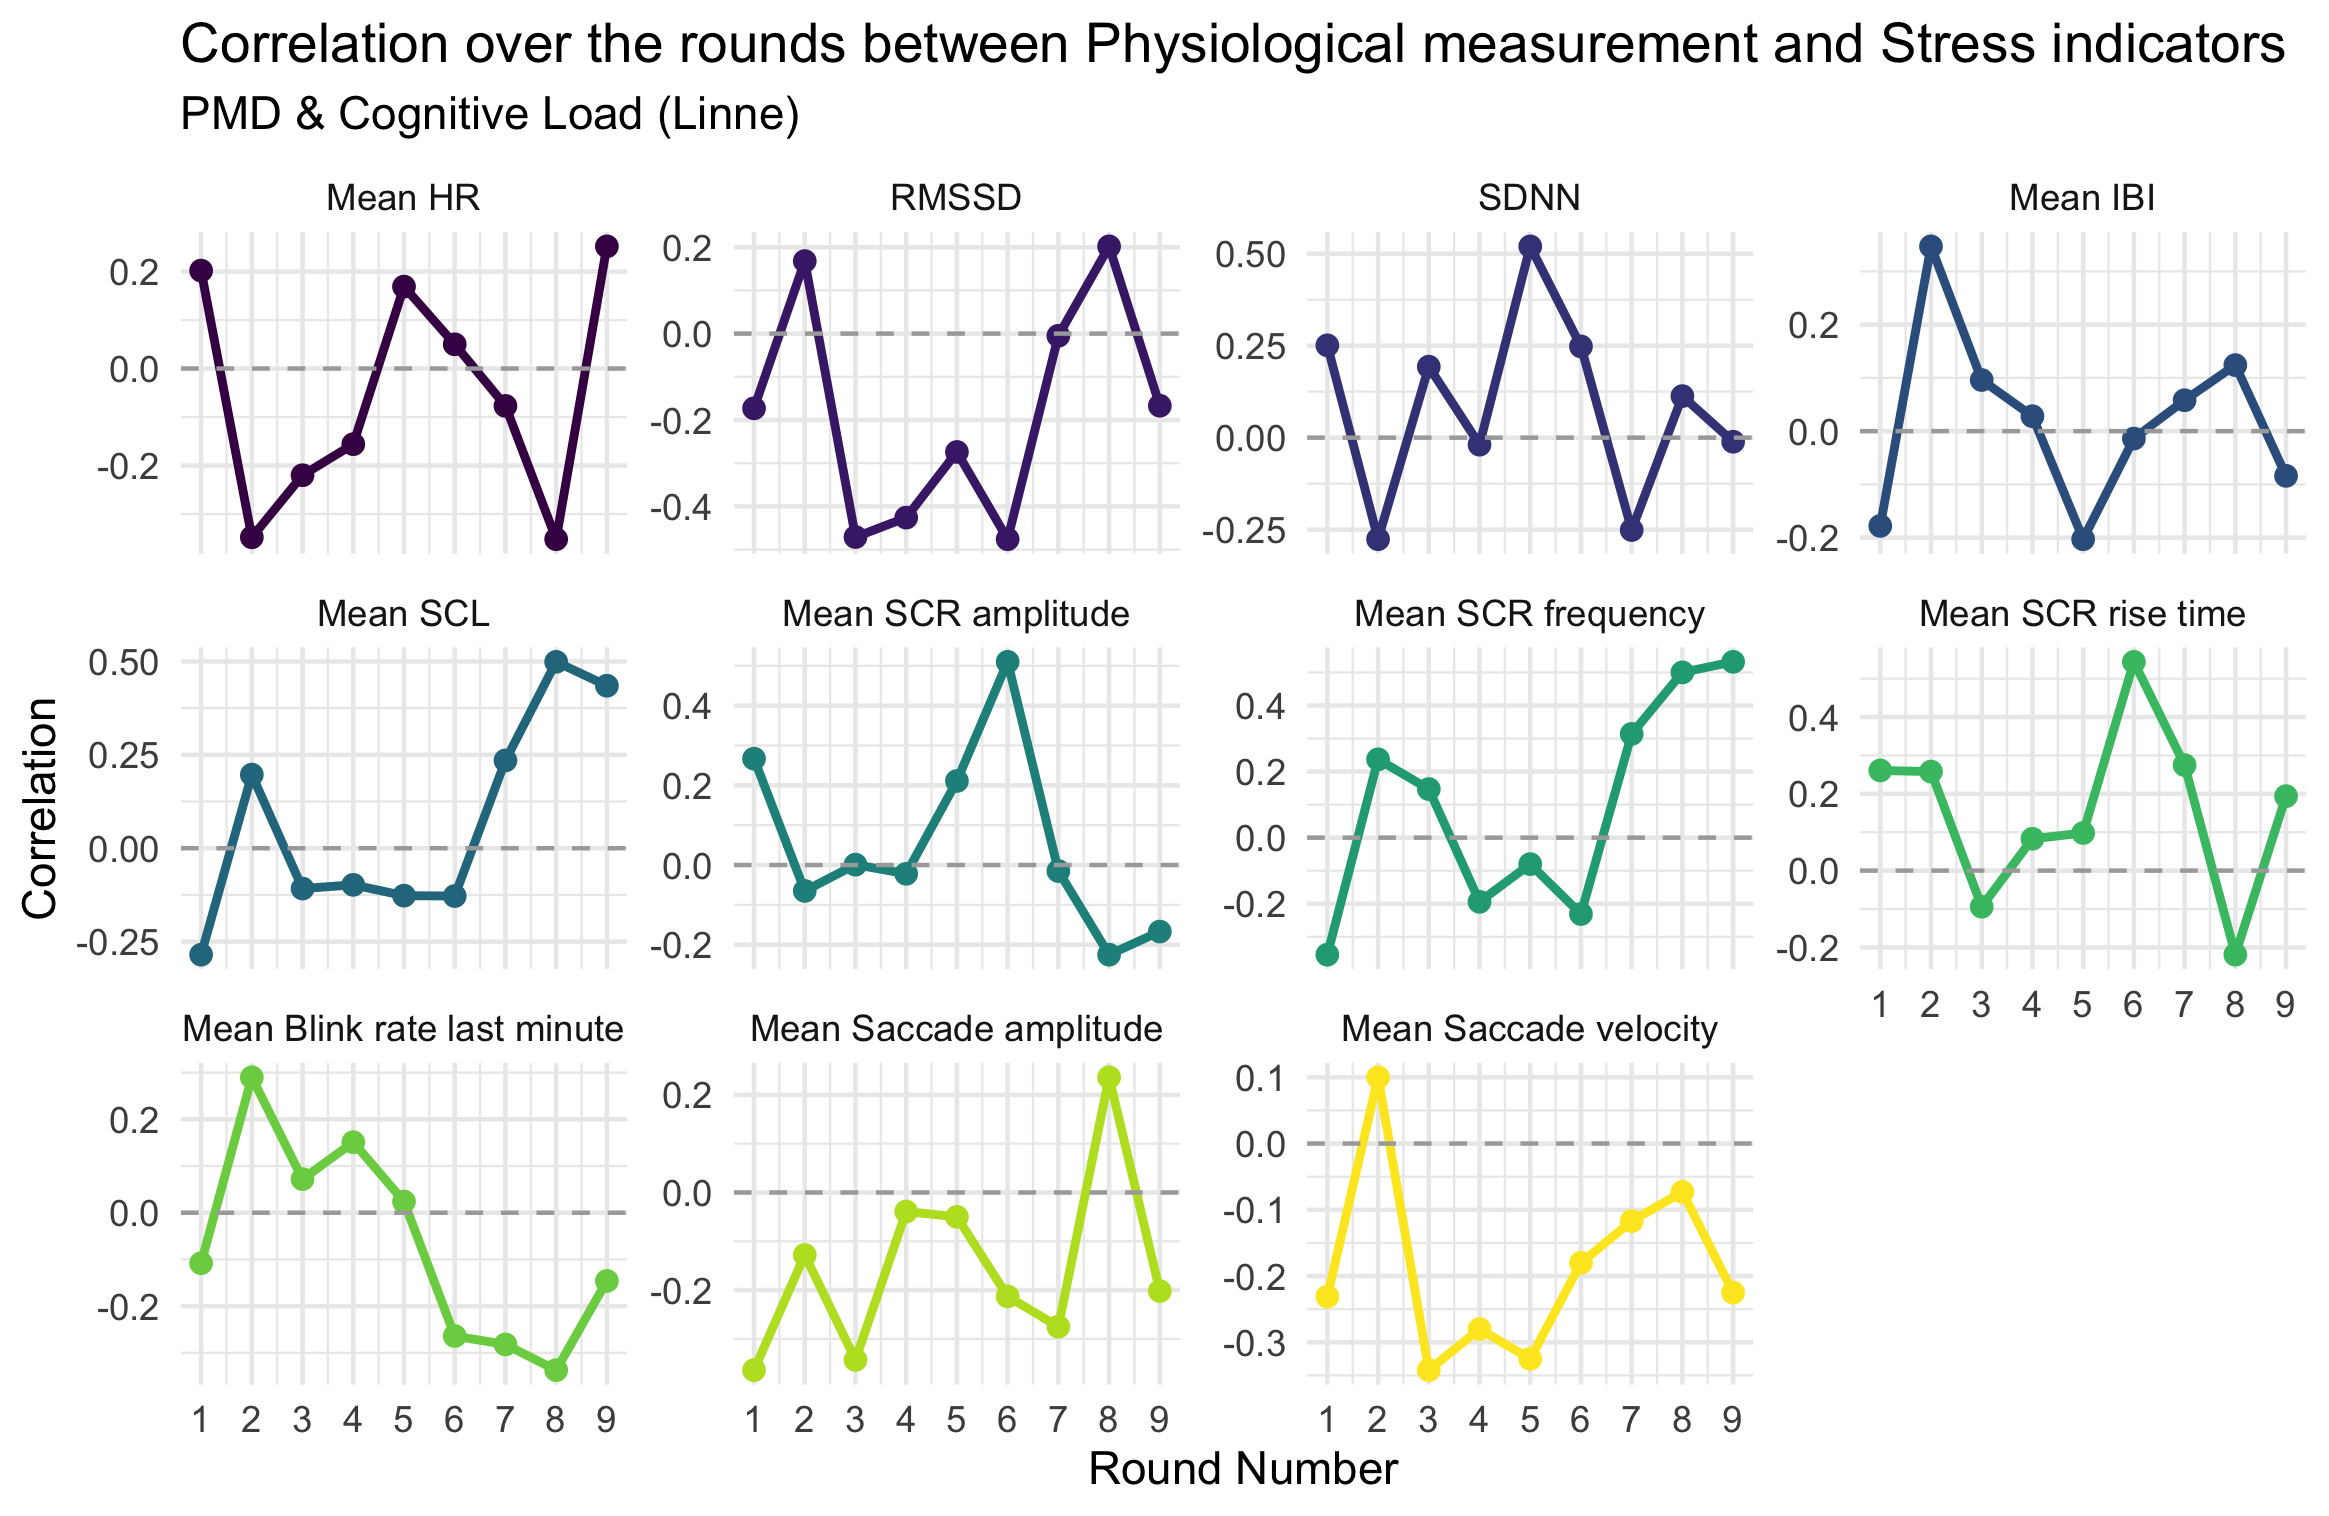 Correlation over the rounds between Physiological measurement and Stress indicators
PMD & Cognitive Load (Linne)
Mean HR
RMSSD
SDNN
Mean IBI
0.2
0.0
-0.2
0.2
0.0
-0.2
-0.4
0.50
0.25
0.00
-0.25
0.2
0.0
-0.2
Mean SCL
Mean SCR amplitude
Mean SCR frequency
Mean SCR rise time
0.50
0.25
0.00
-0.25
0.4
0.2
0.0
-0.2
0.4
0.2
0.0
-0.2
0.4
0.2
0.0
-0.2
1 2 3 4 5 6 7 8 9
Correlation
Mean Blink rate last minute
Mean Saccade amplitude
Mean Saccade velocity
0.2
0.0
-0.2
0.2
0.0
-0.2
0.1
0.0
-0.1
-0.2
-0.3
1 2 3 4 5 6 7 8 9
1 2 3 4 5 6 7 8 9
1 2 3 4 5 6 7 8 9
Round Number